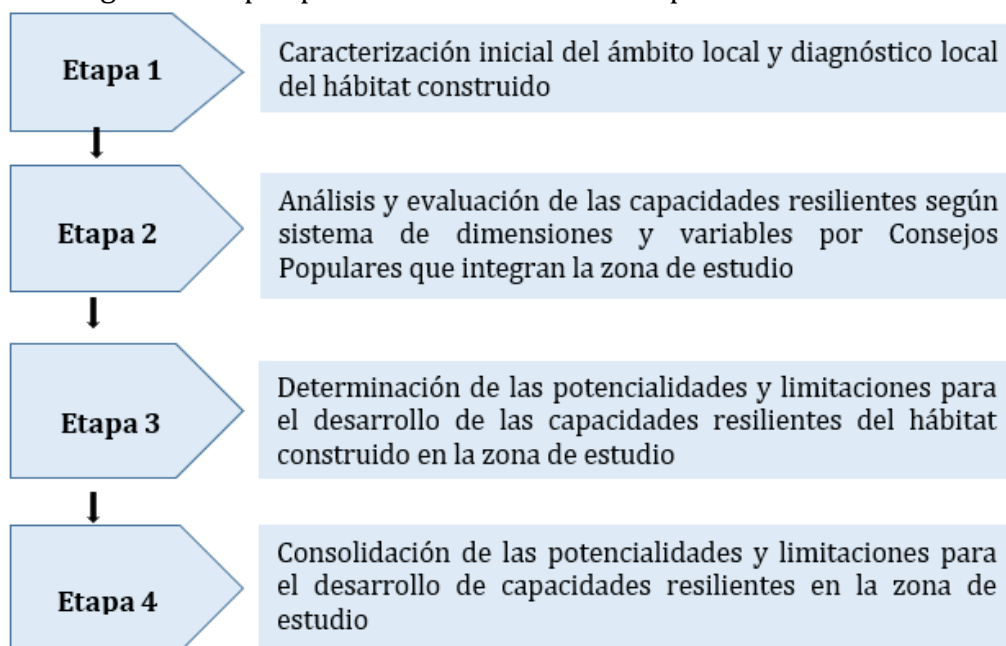 Etapa 1
Caracterización inicial del ámbito local y diagnóstico local
del hábitat construido
Etapa 2
Análisis y evaluación de las capacidades resilientes según
sistema de dimensiones y variables por Consejos
Populares que integran la zona de estudio
Etapa 3
Determinación de las potencialidades y limitaciones para
el desarrollo de las capacidades resilientes del hábitat
construido en la zona de estudio
Etapa 4
Consolidación de las potencialidades y limitaciones para
el desarrollo de capacidades resilientes en la zona de
estudio